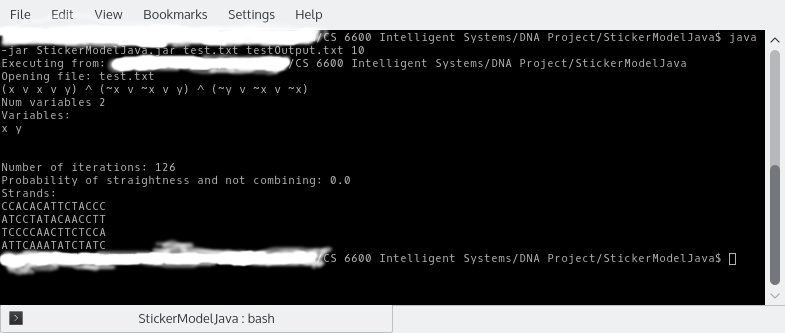 File Edit View Bookmarks Settings Help
/CS 6600 Intelligent Systems/DNA Project/StickerModelJava$ java
-jar StickerModelJava.jar test.txt testOutput.txt 10
Executing from: /CS 6600 Intelligent Systems/DNA Project/StickerModelJava
Opening file: test.txt
(x v x v y) ^ (~x v ~x v y) ^ (~y v ~x v ~x)
Num variables 2
Variables:
x y
Number of iterations: 126
Probability of straightness and not combining: 0.0
Strands:
CCACACATTCTACCC
ATCCTATACAACCTT
TCCCCAACTTCTCCA
ATTCAAATATCTATC
/CS 6600 Intelligent Systems/DNA Project/StickerModelJava$
StickerModelJava : bash